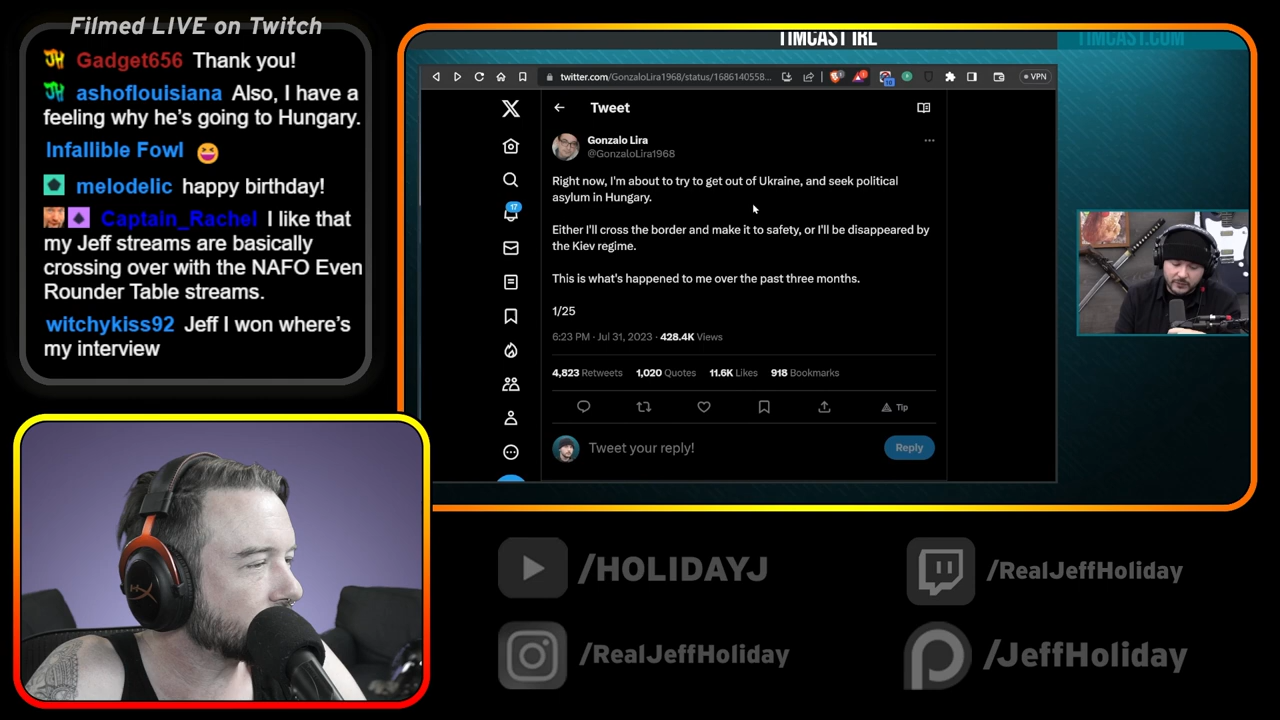 Filmed LIVE on Twitch
Gadget656 Thank you!
ashoflouisiana Also, I have a
feeling why he's going to Hungary.
Infallible Fowl
melodelic happy birthday!
Captain_Rachel I like that
my Jeff streams are basically
crossing over with the NAFO Even
Rounder Table streams.
witchykiss92 Jeff I won where's
my interview
TIMCAST IRL
TIMCAST.COM
twitter.com/GonzaloLira1968/status/1686140558...
VPN
Tweet
Gonzalo Lira
@GonzaloLira1968
Right now, I'm about to try to get out of Ukraine, and seek political
asylum in Hungary.
Either I'll cross the border and make it to safety, or I'll be disappeared by
the Kiev regime.
This is what's happened to me over the past three months.
1/25
6:23 PM · Jul 31, 2023 · 428.4K Views
4,823 Retweets 1,020 Quotes 11.6K Likes 918 Bookmarks
Tip
Tweet your reply!
Reply
17
/HOLIDAYJ
/RealJeffHoliday
/RealJeffHoliday
/JeffHoliday